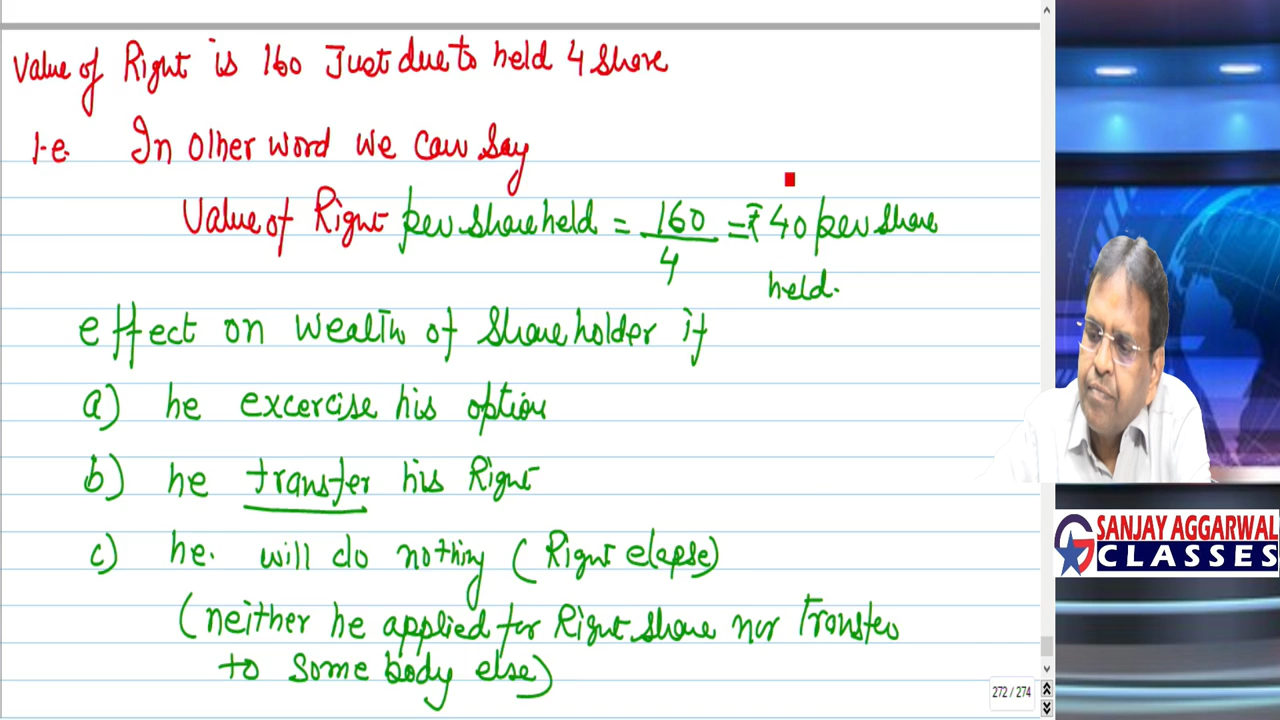 Value of Right is 160 Just due to held 4 Share
I.e. In Other word we can Say
Value of Right per share held = 160/4 = ₹ 40 per share
held.
effect on wealth of Shareholder if
a) he excercise his option
b) he transfer his Right
c) he. will do nothing (Right elapse)
(neither he applied for Right share nor Transfer
to some body else)
272 / 274
SANJAY AGGARWAL
CLASSES